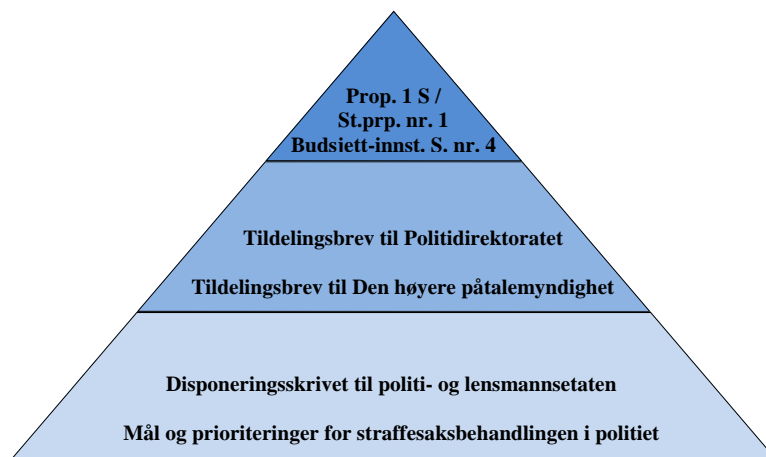 Prop. 1 S /
St.prp. nr. 1
Budsiett-innst. S. nr. 4
Tildelingsbrev til Politidirektoratet
Tildelingsbrev til Den høyere påtalemyndighet
Disponeringsskrivet til politi- og lensmannsetaten
Mål og prioriteringer for straffesaksbehandlingen i politiet